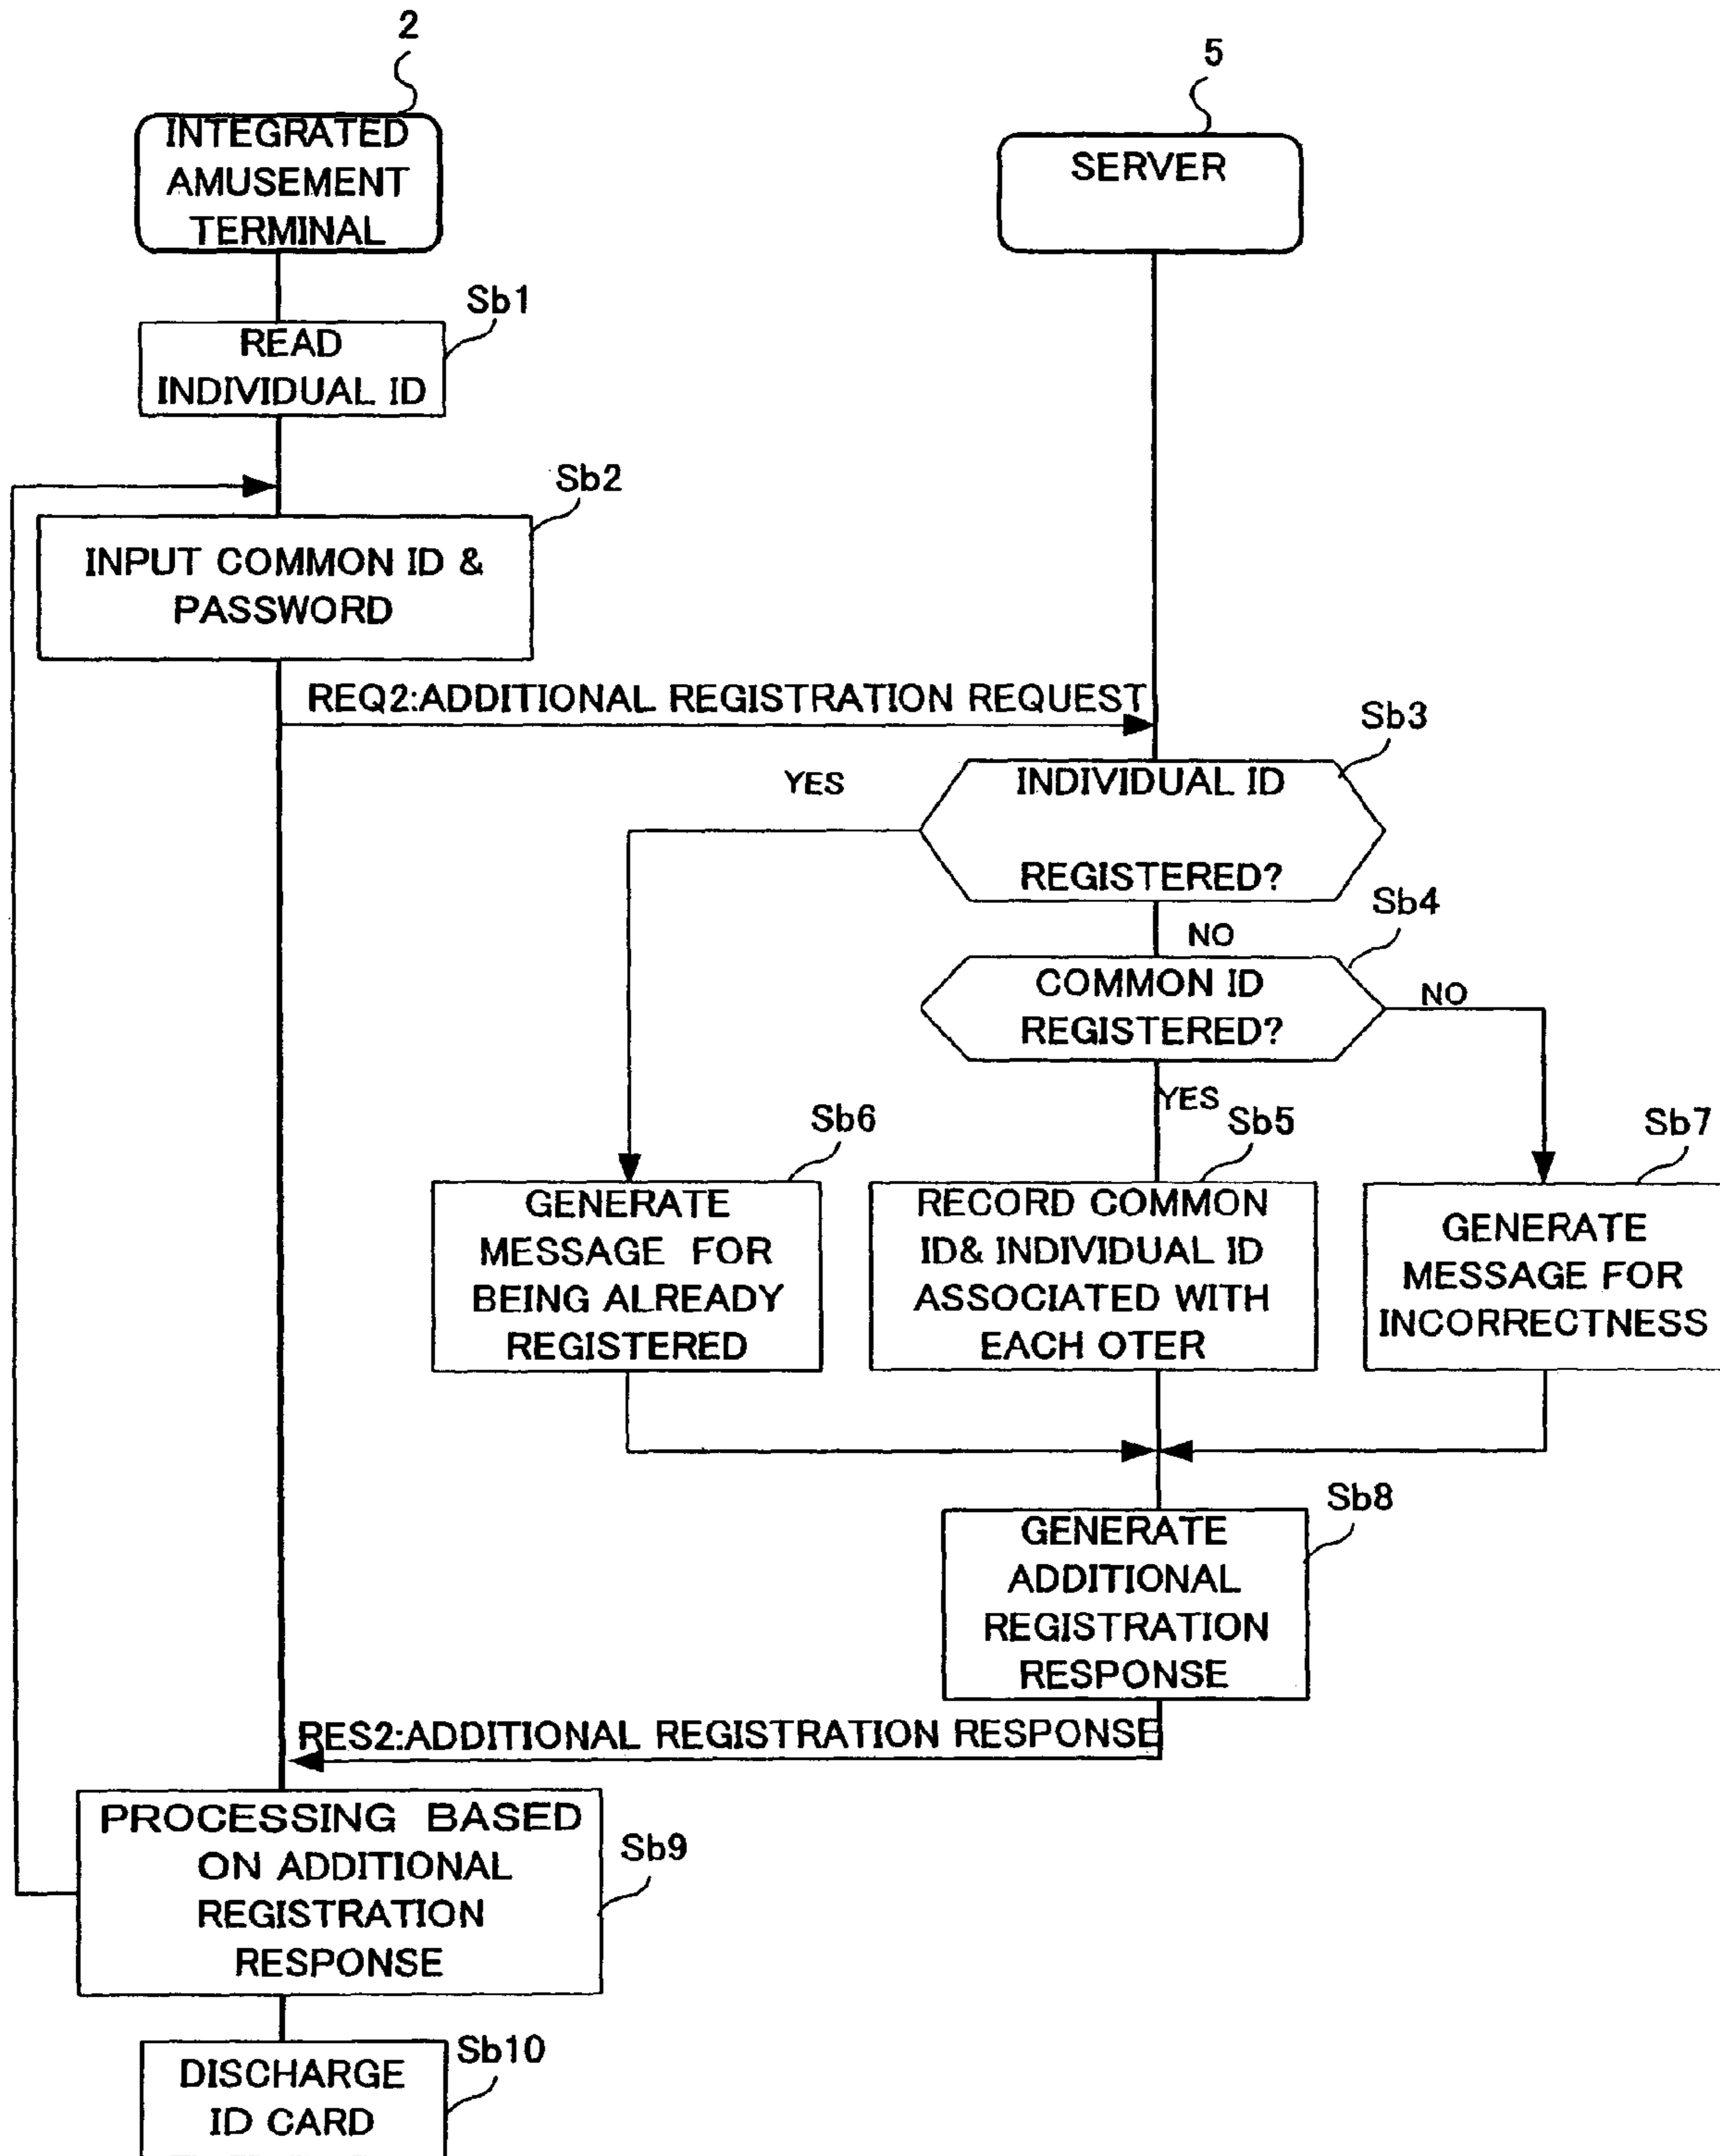 2
5
INTEGRATED
AMUSEMENT
TERMINAL
SERVER
Sb1
READ
INDIVIDUAL ID
Sb2
INPUT COMMON ID &
PASSWORD
REQ2:ADDITIONAL REGISTRATION REQUEST
Sb3
YES
INDIVIDUAL ID
REGISTERED?
Sb4
NO
COMMON ID
REGISTERED?
NO
YES
Sb6
Sb5
Sb7
GENERATE
MESSAGE FOR
BEING ALREADY
REGISTERED
RECORD COMMON
ID& INDIVIDUAL ID
ASSOCIATED WITH
EACH OTER
GENERATE
MESSAGE FOR
INCORRECTNESS
Sb8
GENERATE
ADDITIONAL
REGISTRATION
RESPONSE
RES2:ADDITIONAL REGISTRATION RESPONSE
PROCESSING BASED
ON ADDITIONAL
REGISTRATION
RESPONSE
Sb9
Sb10
DISCHARGE
ID CARD